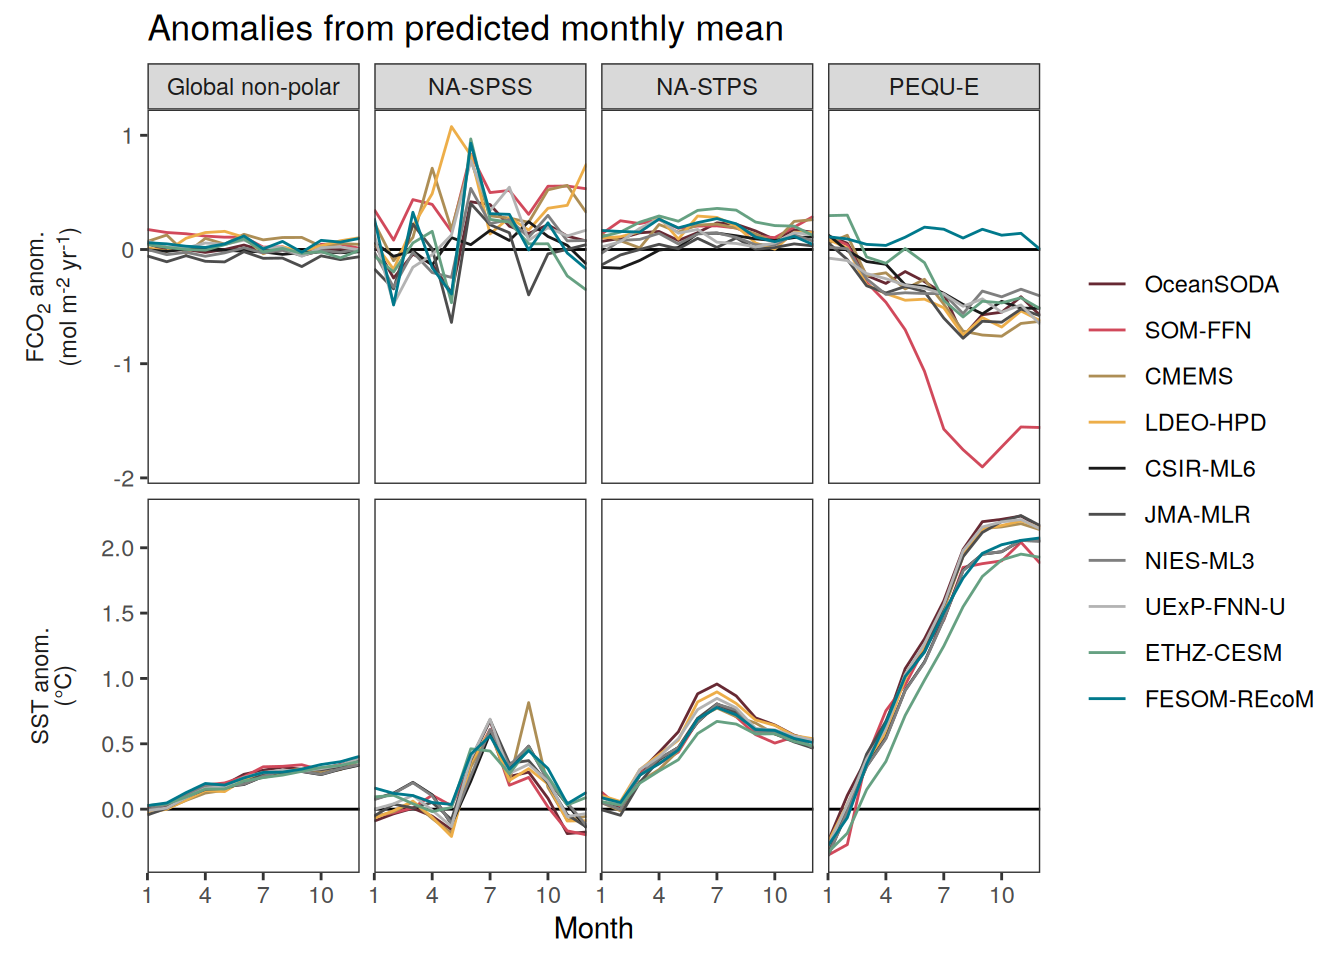 Anomalies from predicted monthly mean
Global non-polar
NA-SPSS
NA-STPS
PEQU-E
FCO₂ anom.
(mol m⁻² yr⁻¹)
1
0
-1
-2
SST anom.
(°C)
2.0
1.5
1.0
0.5
0.0
1 4 7 10
1 4 7 10
1 4 7 10
1 4 7 10
Month
OceanSODA
SOM-FFN
CMEMS
LDEO-HPD
CSIR-ML6
JMA-MLR
NIES-ML3
UExP-FNN-U
ETHZ-CESM
FESOM-REcoM